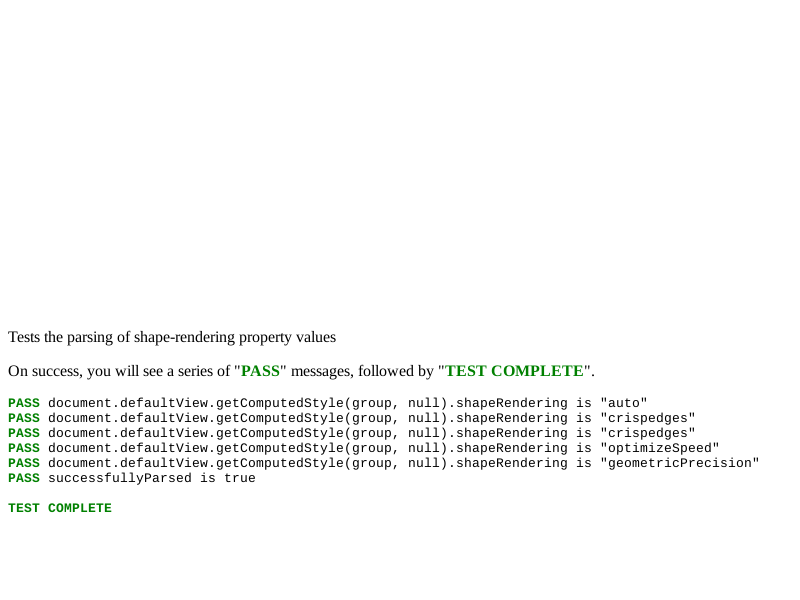 Tests the parsing of shape-rendering property values
On success, you will see a series of "PASS" messages, followed by "TEST COMPLETE".
PASS document.defaultView.getComputedStyle(group, null).shapeRendering is "auto"
PASS document.defaultView.getComputedStyle(group, null).shapeRendering is "crispedges"
PASS document.defaultView.getComputedStyle(group, null).shapeRendering is "crispedges"
PASS document.defaultView.getComputedStyle(group, null).shapeRendering is "optimizeSpeed"
PASS document.defaultView.getComputedStyle(group, null).shapeRendering is "geometricPrecision"
PASS successfullyParsed is true
TEST COMPLETE